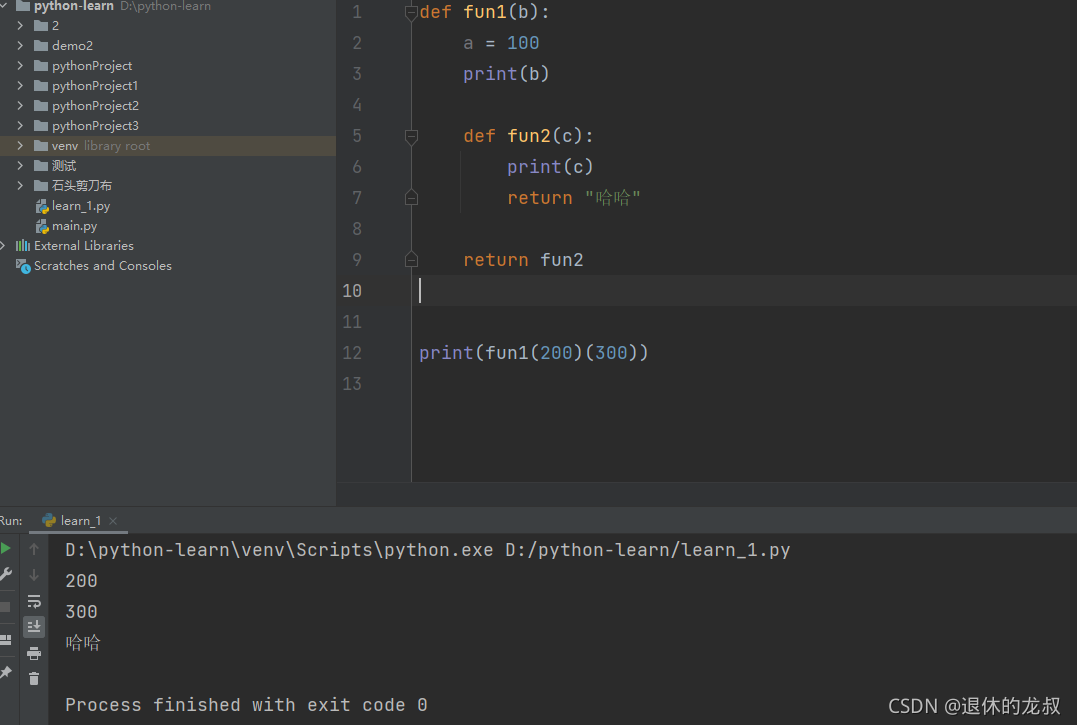 python-learn D:\python-learn
2
demo2
pythonProject
pythonProject1
pythonProject2
pythonProject3
venv library root
测试
石头剪刀布
learn_1.py
main.py
External Libraries
Scratches and Consoles
1 def fun1(b):
2 a = 100
3 print(b)
4
5 def fun2(c):
6 print(c)
7 return "哈哈"
8
9 return fun2
10
11
12 print(fun1(200)(300))
13
Run: learn_1
D:\python-learn\venv\Scripts\python.exe D:/python-learn/learn_1.py
200
300
哈哈
Process finished with exit code 0
CSDN @退休的龙叔